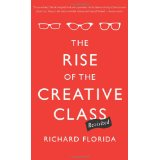 THE
RISE OF THE
CREATIVE
CLASS
Revisited
RICHARD FLORIDA